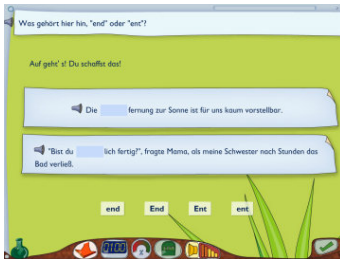 Was gehört hier hin, "end" oder "ent"?
Auf geht' s! Du schaffst das!
Die fernung zur Sonne ist für uns kaum vorstellbar.
"Bist du lich fertig?", fragte Mama, als meine Schwester nach Stunden das
Bad verließ.
end End Ent ent